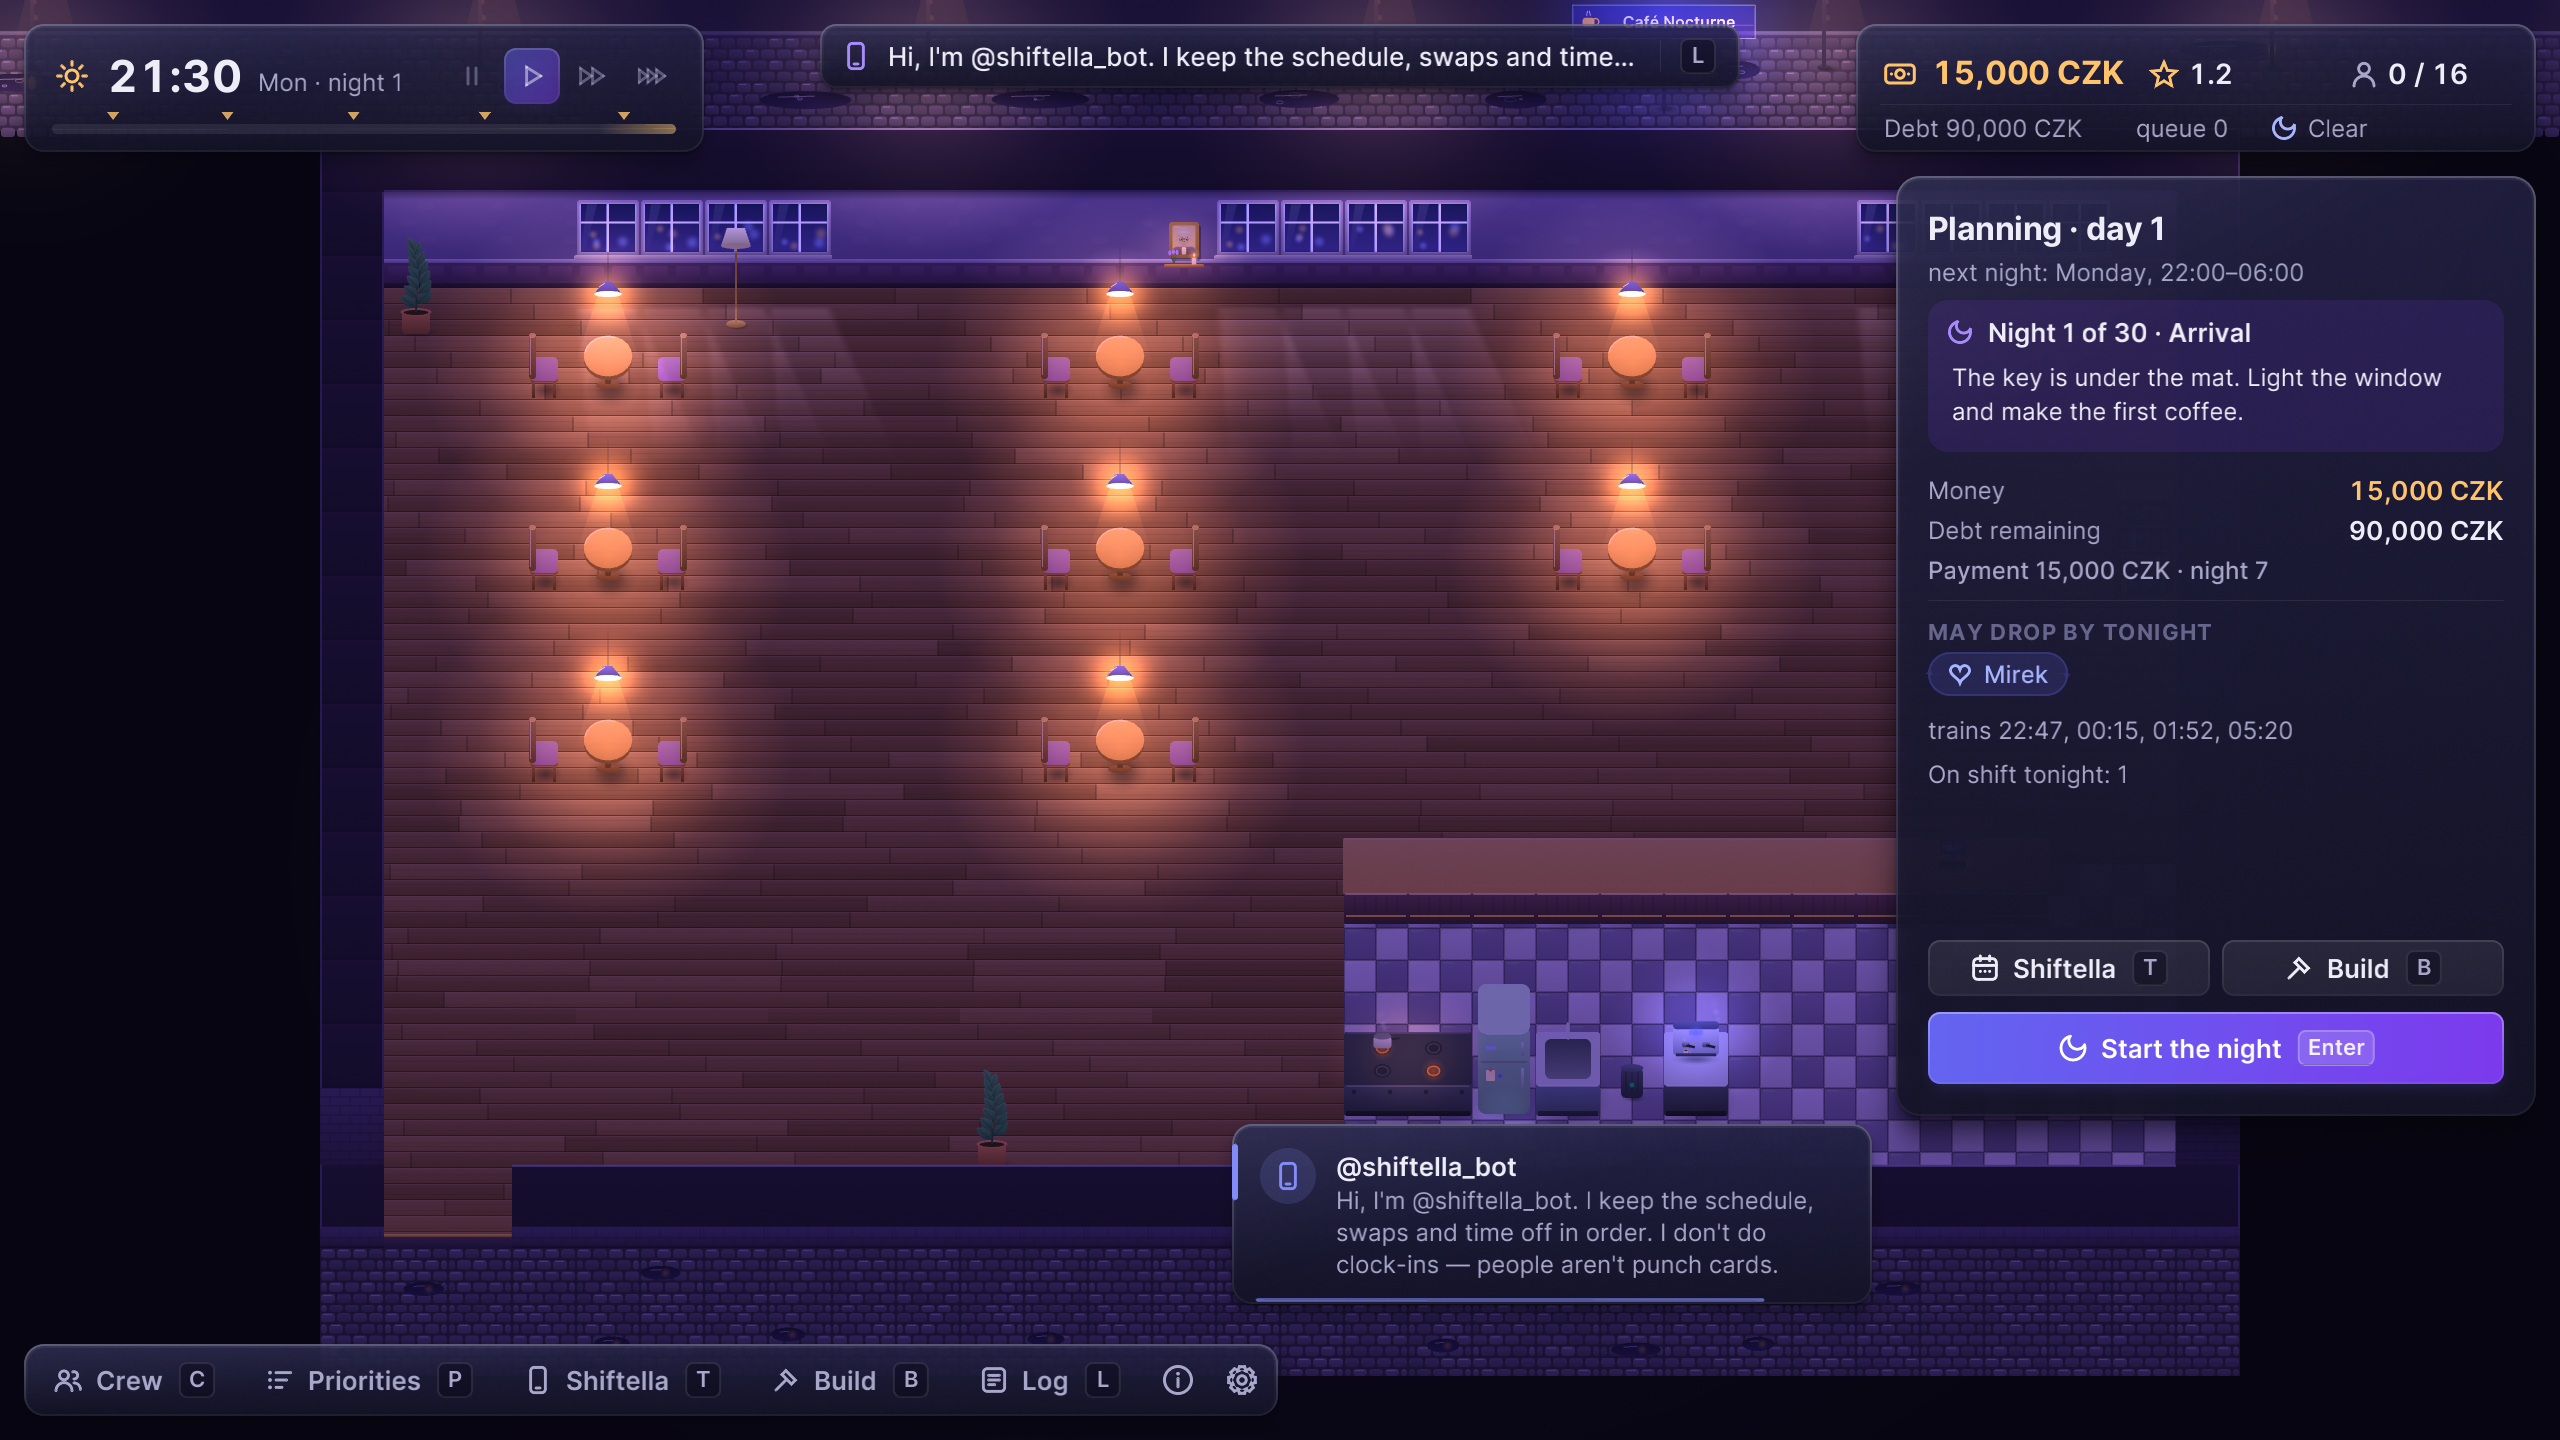 Café Nocturne
21:30 Mon · night 1
Hi, I'm @shiftella_bot. I keep the schedule, swaps and time... L
15,000 CZK 1.2 0 / 16
Debt 90,000 CZK queue 0 Clear
Planning · day 1
next night: Monday, 22:00–06:00
Night 1 of 30 · Arrival
The key is under the mat. Light the window
and make the first coffee.
Money 15,000 CZK
Debt remaining 90,000 CZK
Payment 15,000 CZK · night 7
MAY DROP BY TONIGHT
Mirek
trains 22:47, 00:15, 01:52, 05:20
On shift tonight: 1
Shiftella T Build B
Start the night Enter
@shiftella_bot
Hi, I'm @shiftella_bot. I keep the schedule,
swaps and time off in order. I don't do
clock-ins — people aren't punch cards.
Crew C Priorities P Shiftella T Build B Log L